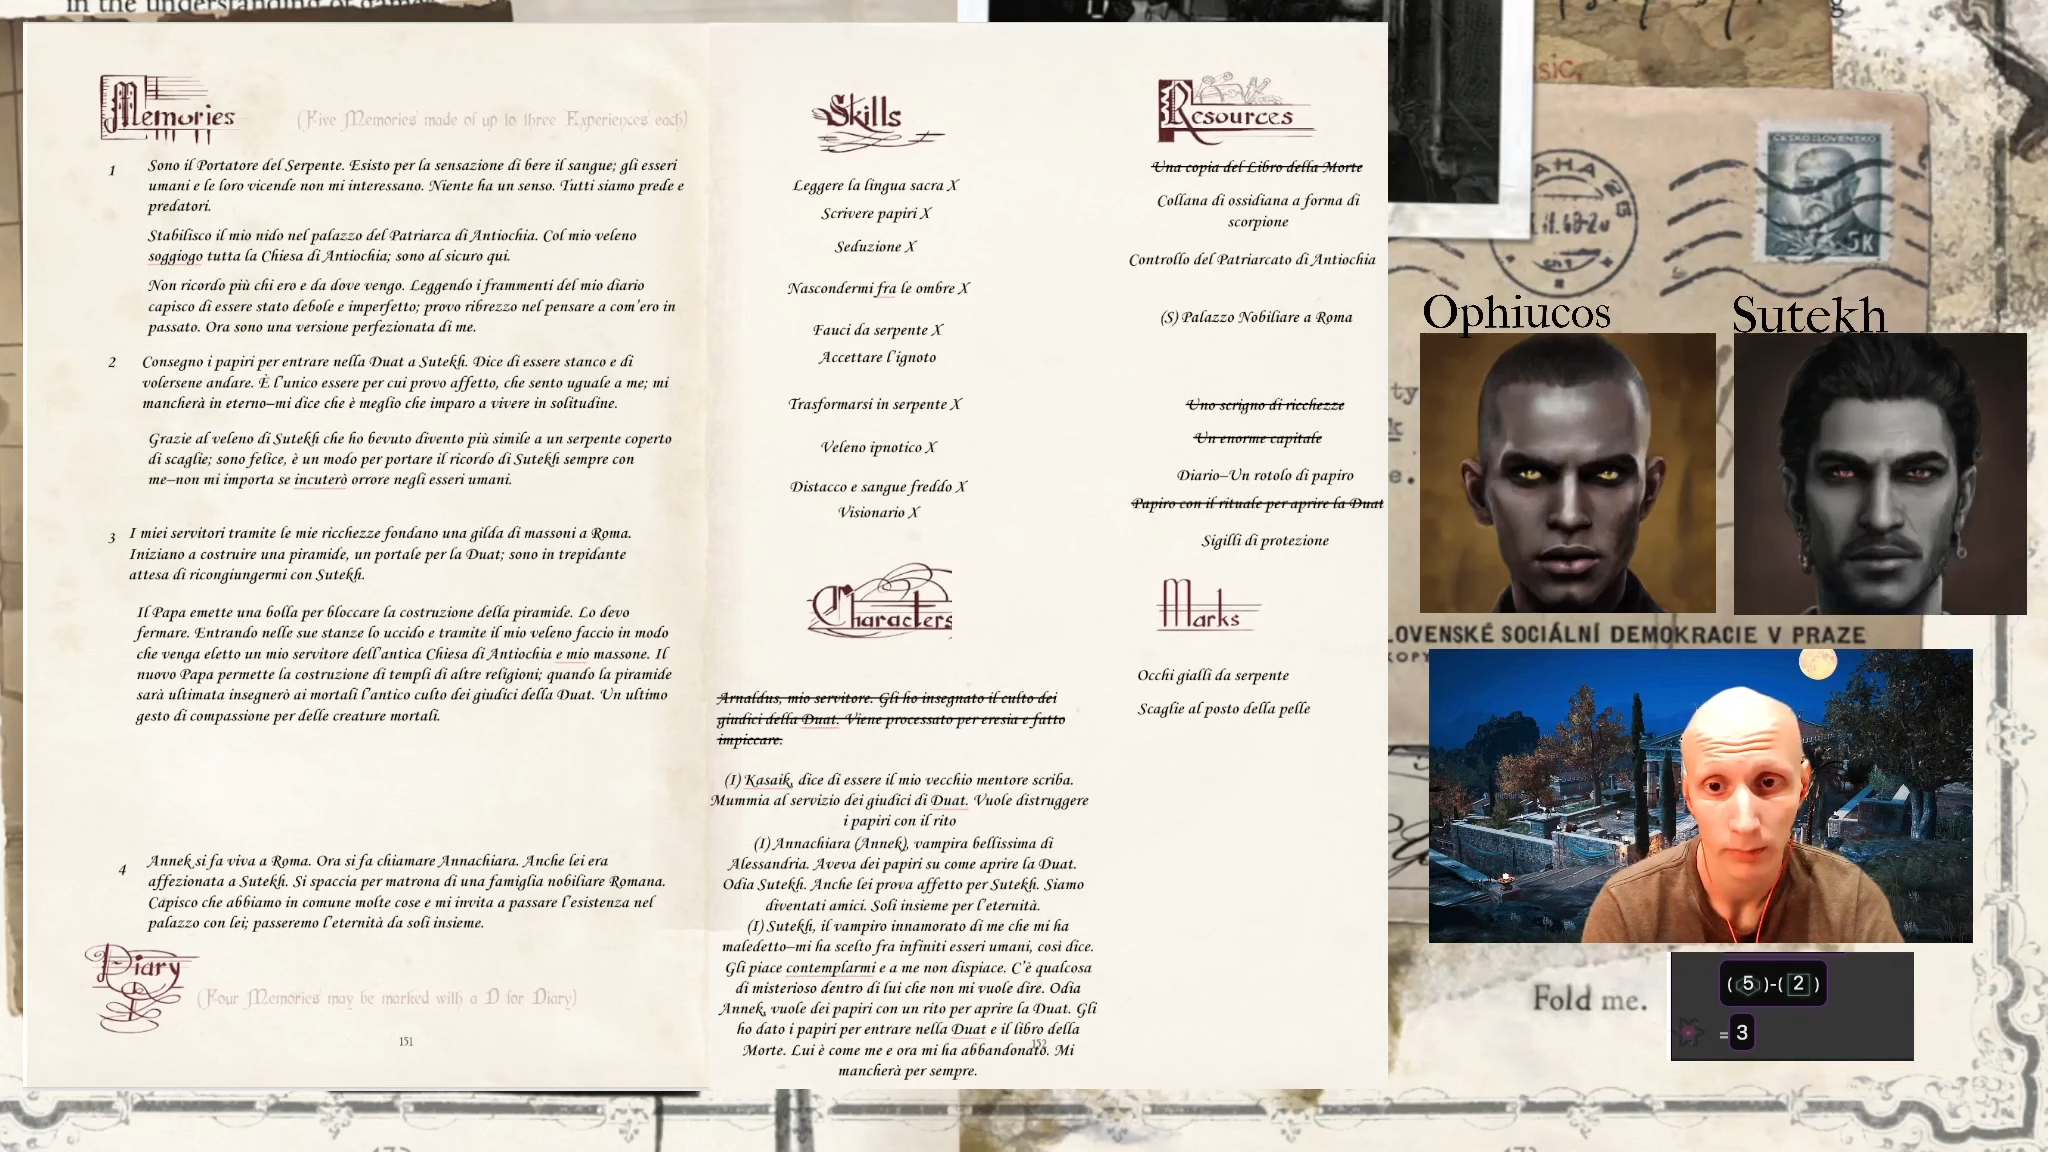 in the understanding of games
Memories
(Five Memories made of up to three Experiences each)
1
Sono il Portatore del Serpente. Esisto per la sensazione di bere il sangue; gli esseri
umani e le loro vicende non mi interessano. Niente ha un senso. Tutti siamo prede e
predatori.
Stabilisco il mio nido nel palazzo del Patriarca di Antiochia. Col mio veleno
soggiogo tutta la Chiesa di Antiochia; sono al sicuro qui.
Non ricordo più chi ero e da dove vengo. Leggendo i frammenti del mio diario
capisco di essere stato debole e imperfetto; provo ribrezzo nel pensare a com'ero in
passato. Ora sono una versione perfezionata di me.
2
Consegno i papiri per entrare nella Duat a Sutekh. Dice di essere stanco e di
volersene andare. È l'unico essere per cui provo affetto, che sento uguale a me; mi
mancherà in eterno—mi dice che è meglio che imparo a vivere in solitudine.
Grazie al veleno di Sutekh che ho bevuto divento più simile a un serpente coperto
di scaglie; sono felice, è un modo per portare il ricordo di Sutekh sempre con
me—non mi importa se incuterò orrore negli esseri umani.
3
I miei servitori tramite le mie ricchezze fondano una gilda di massoni a Roma.
Iniziano a costruire una piramide, un portale per la Duat; sono in trepidante
attesa di ricongiungermi con Sutekh.
Il Papa emette una bolla per bloccare la costruzione della piramide. Lo devo
fermare. Entrando nelle sue stanze lo uccido e tramite il mio veleno faccio in modo
che venga eletto un mio servitore dell'antica Chiesa di Antiochia e mio massone. Il
nuovo Papa permette la costruzione di templi di altre religioni; quando la piramide
sarà ultimata insegnerò ai mortali l'antico culto dei giudici della Duat. Un ultimo
gesto di compassione per delle creature mortali.
4
Annek si fa viva a Roma. Ora si fa chiamare Annachiara. Anche lei era
affezionata a Sutekh. Si spaccia per matrona di una famiglia nobiliare Romana.
Capisco che abbiamo in comune molte cose e mi invita a passare l'esistenza nel
palazzo con lei; passeremo l'eternità da soli insieme.
Diary
(Four Memories may be marked with a D for Diary)
151
Skills
Leggere la lingua sacra X
Scrivere papiri X
Seduzione X
Nascondermi fra le ombre X
Fauci da serpente X
Accettare l'ignoto
Trasformarsi in serpente X
Veleno ipnotico X
Distacco e sangue freddo X
Visionario X
Characters
Arnaldus, mio servitore. Gli ho insegnato il culto dei
giudici della Duat. Viene processato per eresia e fatto
impiccare.
(I) Kasaik, dice di essere il mio vecchio mentore scriba.
Mummia al servizio dei giudici di Duat. Vuole distruggere
i papiri con il rito
(I) Annachiara (Annek), vampira bellissima di
Alessandria. Aveva dei papiri su come aprire la Duat.
Odia Sutekh. Anche lei prova affetto per Sutekh. Siamo
diventati amici. Soli insieme per l'eternità.
(I) Sutekh, il vampiro innamorato di me che mi ha
maledetto—mi ha scelto fra infiniti esseri umani, così dice.
Gli piace contemplarmi e a me non dispiace. C'è qualcosa
di misterioso dentro di lui che non mi vuole dire. Odia
Annek, vuole dei papiri con un rito per aprire la Duat. Gli
ho dato i papiri per entrare nella Duat e il libro della
Morte. Lui è come me e ora mi ha abbandonato. Mi
mancherà per sempre.
152
Resources
Una copia del Libro della Morte
Collana di ossidiana a forma di
scorpione
Controllo del Patriarcato di Antiochia
(S) Palazzo Nobiliare a Roma
Uno scrigno di ricchezze
Un enorme capitale
Diario—Un rotolo di papiro
Papiro con il rituale per aprire la Duat
Sigilli di protezione
Marks
Occhi gialli da serpente
Scaglie al posto della pelle
ČESKOSLOVENSKO
5K
Ophiucos
Sutekh
LOVENSKÉ SOCIÁLNÍ DEMOKRACIE V PRAZE
Fold me.
(5)-(2)
=3